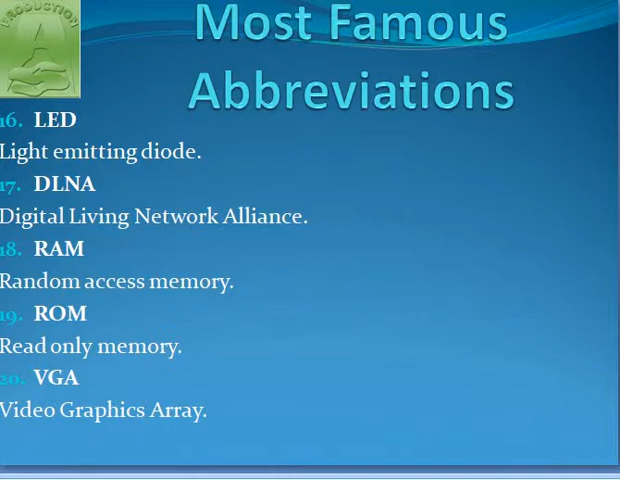 PRODUCTION
Most Famous
Abbreviations
16. LED
Light emitting diode.
17. DLNA
Digital Living Network Alliance.
18. RAM
Random access memory.
19. ROM
Read only memory.
20. VGA
Video Graphics Array.